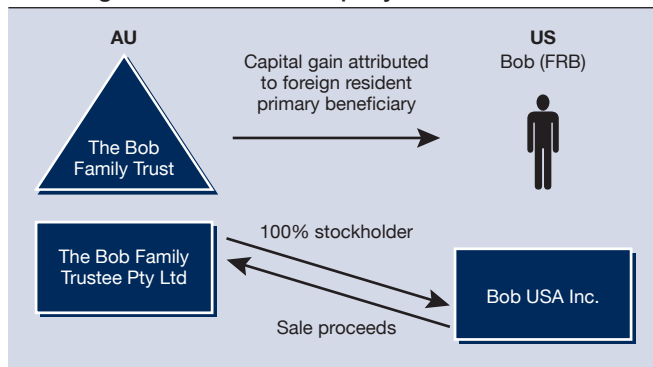 AU
US
Bob (FRB)
Capital gain attributed
to foreign resident
primary beneficiary
The Bob
Family Trust
100% stockholder
The Bob Family
Trustee Pty Ltd
Bob USA Inc.
Sale proceeds